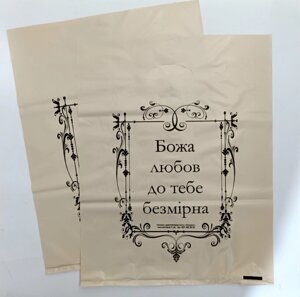 Божа
любов
до тебе
безмірна